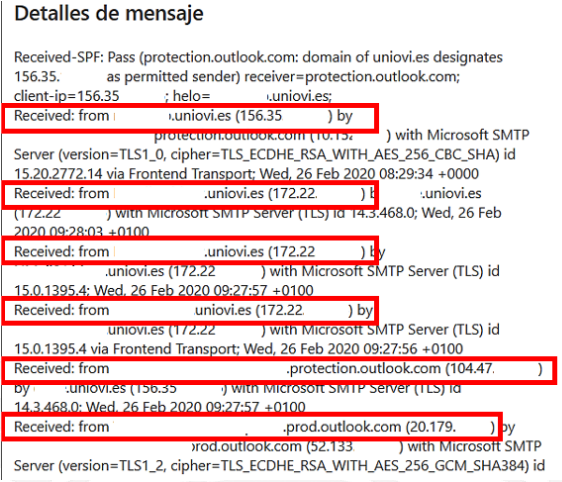 Detalles de mensaje
Received-SPF: Pass (protection.outlook.com: domain of uniovi.es designates
156.35. as permitted sender) receiver=protection.outlook.com;
client-ip=156.35 ; helo= .uniovi.es;
Received: from .uniovi.es (156.35 ) by
protection.outlook.com (10.152 ) with Microsoft SMTP
Server (version=TLS1_0, cipher=TLS_ECDHE_RSA_WITH_AES_256_CBC_SHA) id
15.20.2772.14 via Frontend Transport; Wed, 26 Feb 2020 08:29:34 +0000
Received: from .uniovi.es (172.22. ) by .uniovi.es
(172.22 ) with Microsoft SMTP Server (TLS) id 14.3.468.0; Wed, 26 Feb
2020 09:28:03 +0100
Received: from .uniovi.es (172.22 ) by
.uniovi.es (172.22 ) with Microsoft SMTP Server (TLS) id
15.0.1395.4; Wed, 26 Feb 2020 09:27:57 +0100
Received: from .uniovi.es (172.22. ) by
.uniovi.es (172.22 ) with Microsoft SMTP Server (TLS) id
15.0.1395.4 via Frontend Transport; Wed, 26 Feb 2020 09:27:56 +0100
Received: from .protection.outlook.com (104.47. )
by .uniovi.es (156.35 ) with Microsoft SMTP Server (TLS) id
14.3.468.0; Wed, 26 Feb 2020 09:27:57 +0100
Received: from .prod.outlook.com (20.179. ) by
prod.outlook.com (52.133 ) with Microsoft SMTP
Server (version=TLS1_2, cipher=TLS_ECDHE_RSA_WITH_AES_256_GCM_SHA384) id